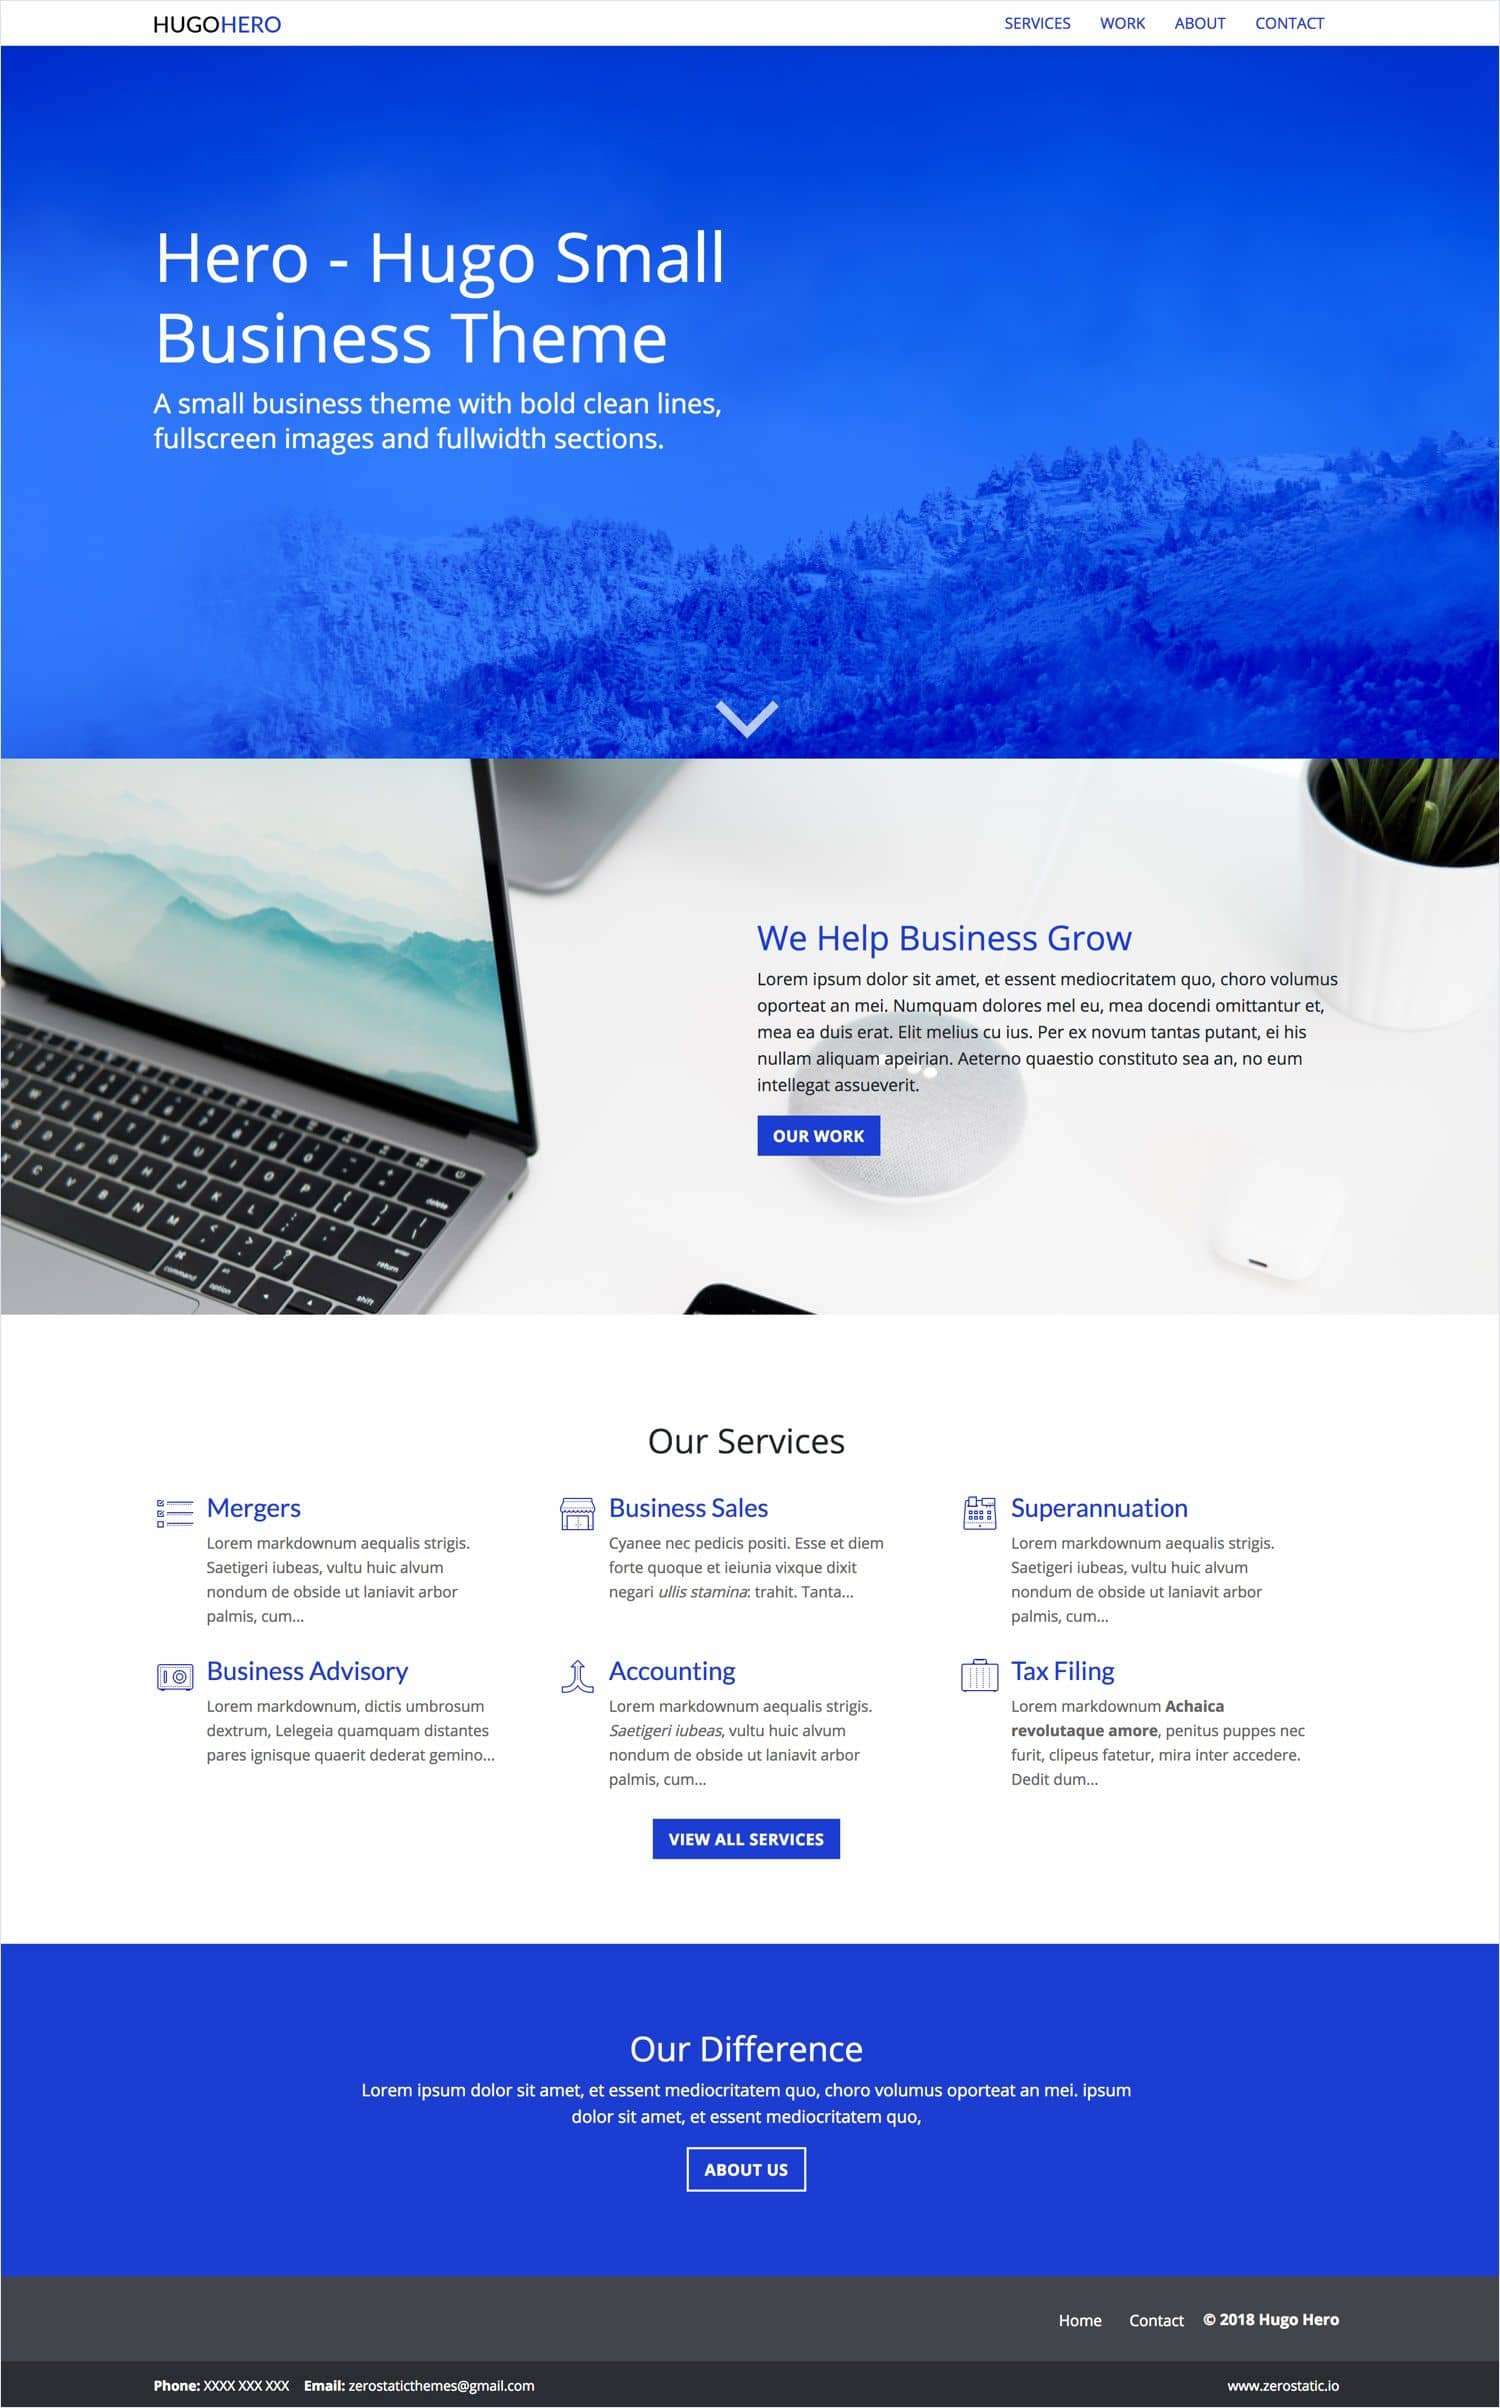 HUGOHERO
SERVICES WORK ABOUT CONTACT
Hero - Hugo Small
Business Theme
A small business theme with bold clean lines,
fullscreen images and fullwidth sections.
We Help Business Grow
Lorem ipsum dolor sit amet, et essent mediocritatem quo, choro volumus
oporteat an mei. Numquam dolores mel eu, mea docendi omittantur et,
mea ea duis erat. Elit melius cu ius. Per ex novum tantas putant, ei his
nullam aliquam apeirian. Aeterno quaestio constituto sea an, no eum
intellegat assueverit.
OUR WORK
Our Services
Mergers
Lorem markdownum aequalis strigis.
Saetigeri iubeas, vultu huic alvum
nondum de obside ut laniavit arbor
palmis, cum...
Business Sales
Cyanee nec pedicis positi. Esse et diem
forte quoque et ieiunia vixque dixit
negari ullis stamina: trahit. Tanta...
Superannuation
Lorem markdownum aequalis strigis.
Saetigeri iubeas, vultu huic alvum
nondum de obside ut laniavit arbor
palmis, cum...
Business Advisory
Lorem markdownum, dictis umbrosum
dextrum, Lelegeia quamquam distantes
pares ignisque quaerit dederat gemino...
Accounting
Lorem markdownum aequalis strigis.
Saetigeri iubeas, vultu huic alvum
nondum de obside ut laniavit arbor
palmis, cum...
Tax Filing
Lorem markdownum Achaica
revolutaque amore, penitus puppes nec
furit, clipeus fatetur, mira inter accedere.
Dedit dum...
VIEW ALL SERVICES
Our Difference
Lorem ipsum dolor sit amet, et essent mediocritatem quo, choro volumus oporteat an mei. ipsum
dolor sit amet, et essent mediocritatem quo,
ABOUT US
Home Contact © 2018 Hugo Hero
Phone: XXXX XXX XXX Email: zerostaticthemes@gmail.com
www.zerostatic.io